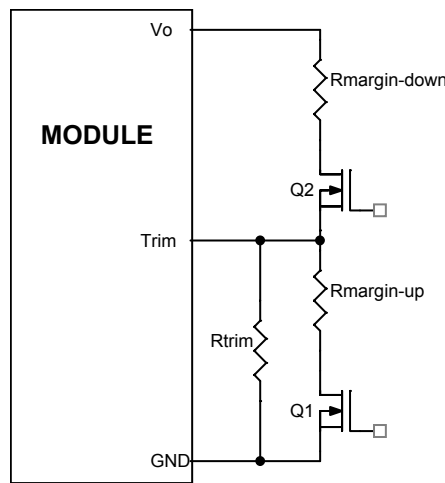 Vo
Rmargin-down
MODULE
Q2
Trim
Rmargin-up
Rtrim
Q1
GND